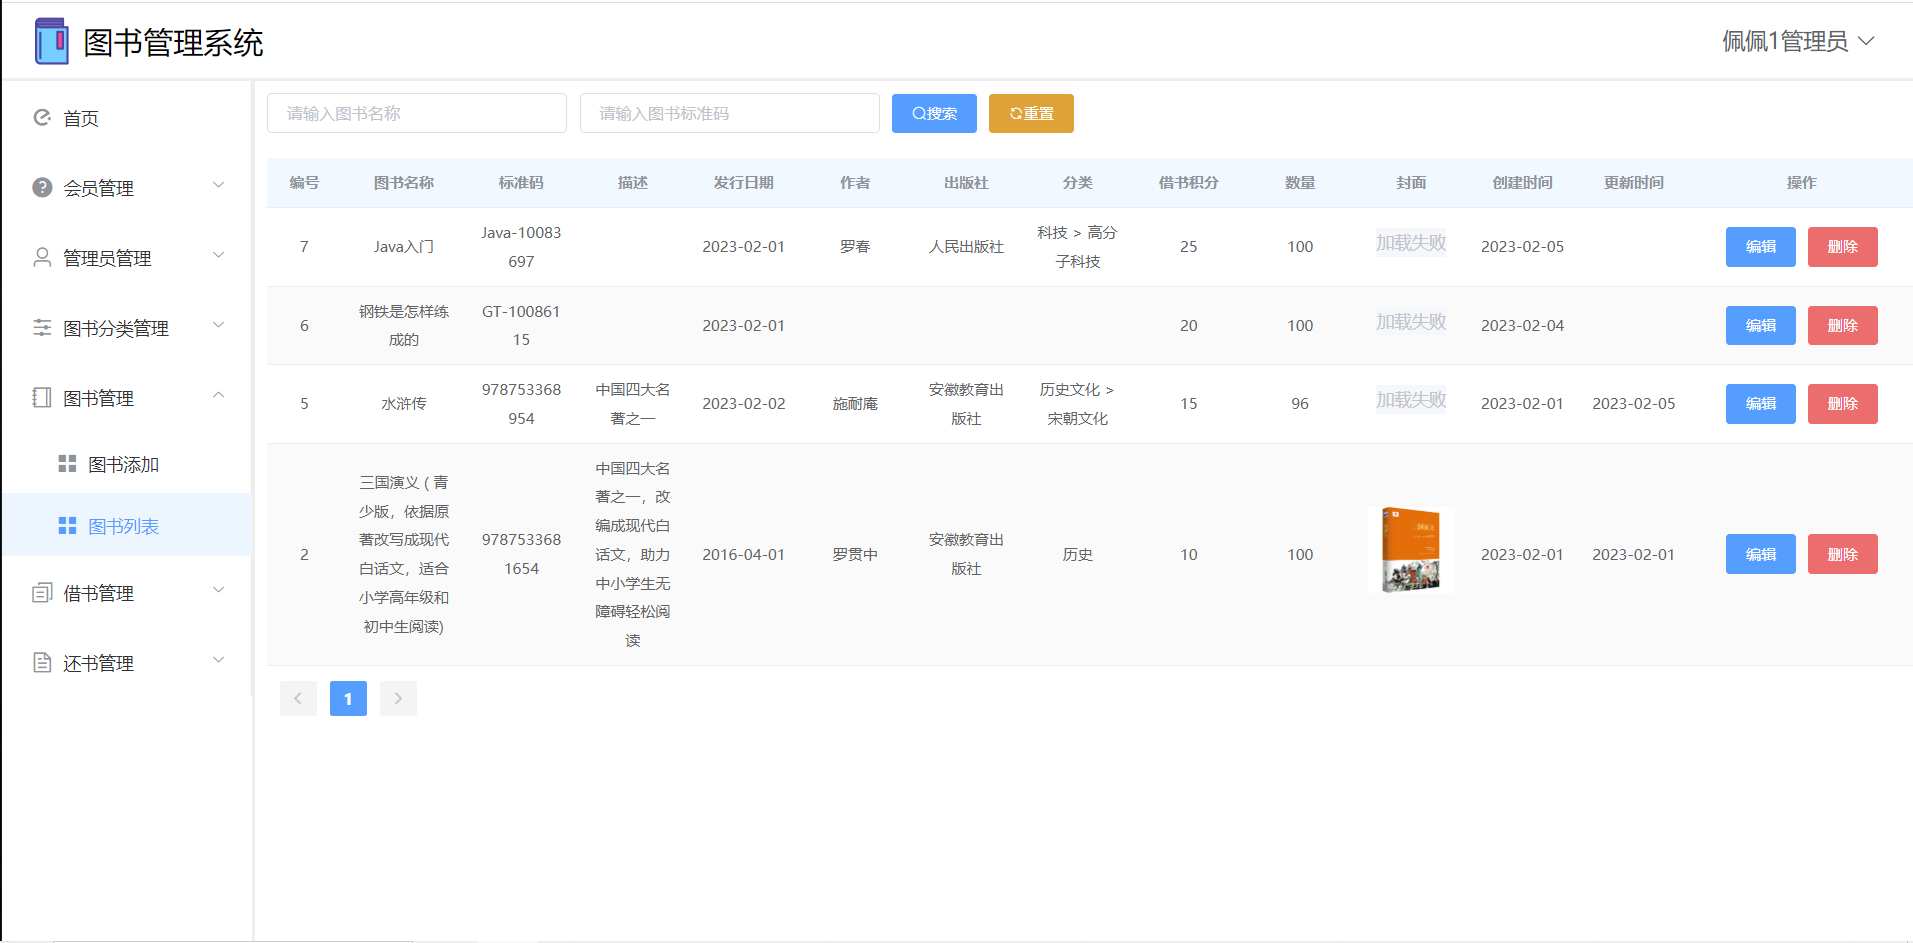 图书管理系统
佩佩1管理员
首页
会员管理
管理员管理
图书分类管理
图书管理
图书添加
图书列表
借书管理
还书管理
请输入图书名称
请输入图书标准码
搜索
重置
编号 图书名称 标准码 描述 发行日期 作者 出版社 分类 借书积分 数量 封面 创建时间 更新时间 操作
7
Java入门
Java-10083
697
2023-02-01
罗春
人民出版社
科技 > 高分
子科技
25
100
加载失败
2023-02-05
编辑
删除
6
钢铁是怎样练
成的
GT-100861
15
2023-02-01
20
100
加载失败
2023-02-04
编辑
删除
5
水浒传
978753368
954
中国四大名
著之一
2023-02-02
施耐庵
安徽教育出
版社
历史文化 >
宋朝文化
15
96
加载失败
2023-02-01
2023-02-05
编辑
删除
2
三国演义 ( 青
少版，依据原
著改写成现代
白话文，适合
小学高年级和
初中生阅读)
978753368
1654
中国四大名
著之一，改
编成现代白
话文，助力
中小学生无
障碍轻松阅
读
2016-04-01
罗贯中
安徽教育出
版社
历史
10
100
2023-02-01
2023-02-01
编辑
删除
1